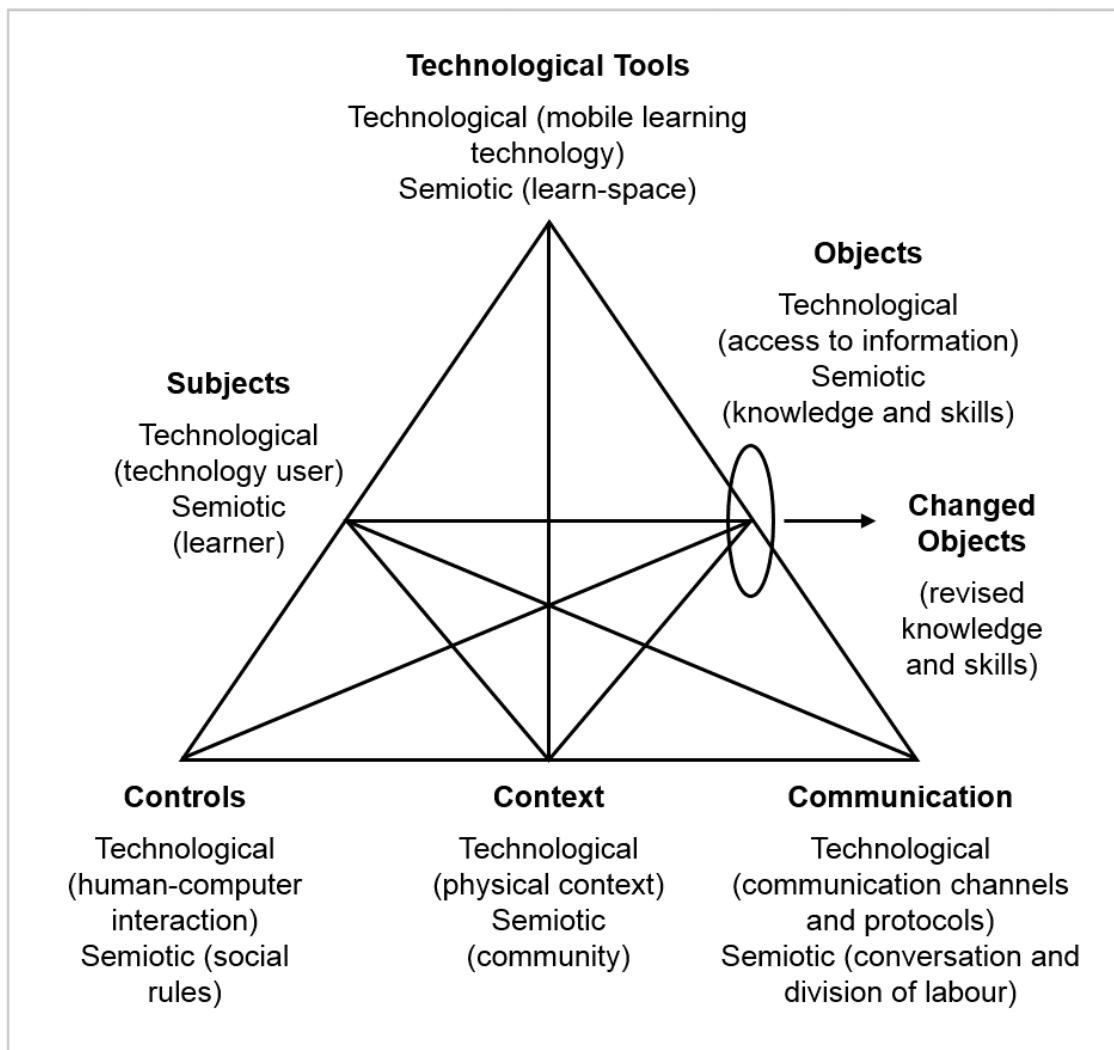 Technological Tools
Technological (mobile learning
technology)
Semiotic (learn-space)
Objects
Technological
(access to information)
Semiotic
(knowledge and skills)
Subjects
Technological
(technology user)
Semiotic
(learner)
Changed
Objects
(revised
knowledge
and skills)
Controls
Technological
(human-computer
interaction)
Semiotic (social
rules)
Context
Technological
(physical context)
Semiotic
(community)
Communication
Technological
(communication channels
and protocols)
Semiotic (conversation and
division of labour)